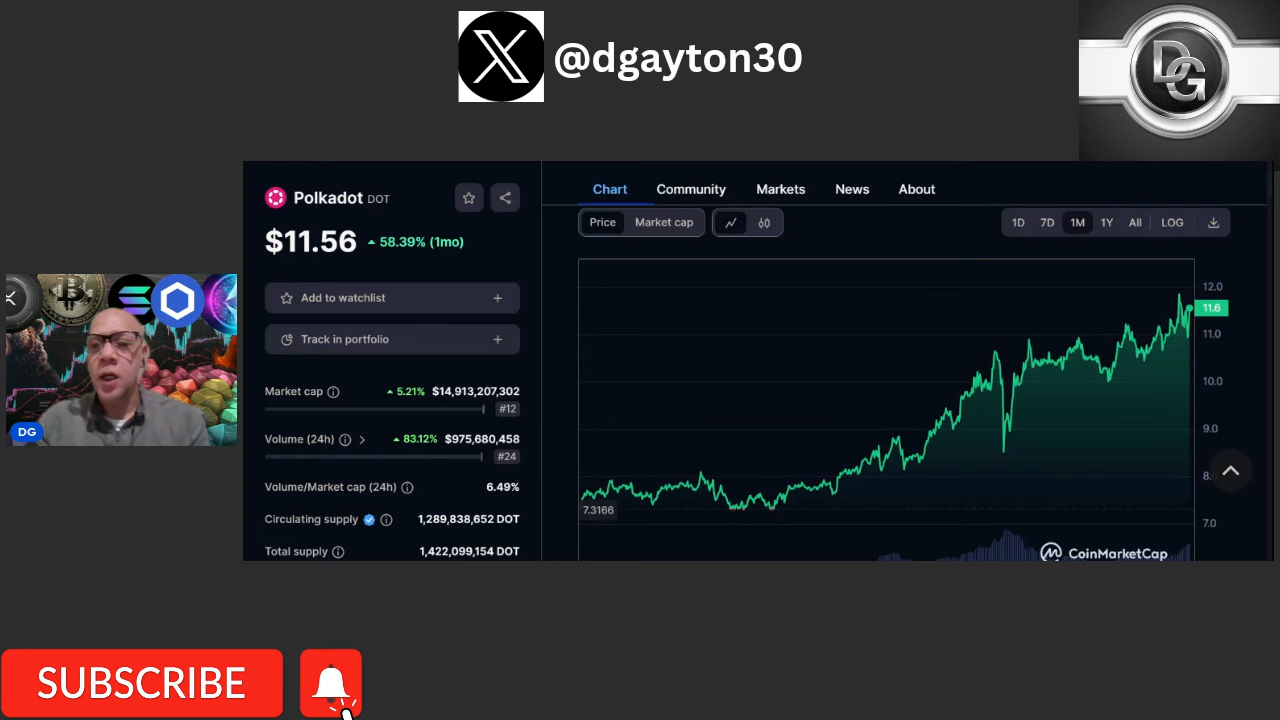 @dgayton30
DG
Polkadot DOT
$11.56 58.39% (1mo)
Add to watchlist +
Track in portfolio +
Market cap 5.21% $14,913,207,302
#12
Volume (24h) 83.12% $975,680,458
#24
Volume/Market cap (24h) 6.49%
Circulating supply 1,289,838,652 DOT
Total supply 1,422,099,154 DOT
Chart Community Markets News About
Price Market cap
1D 7D 1M 1Y All LOG
12.0
11.6
11.0
10.0
9.0
8.
7.0
7.3166
CoinMarketCap
DG
SUBSCRIBE